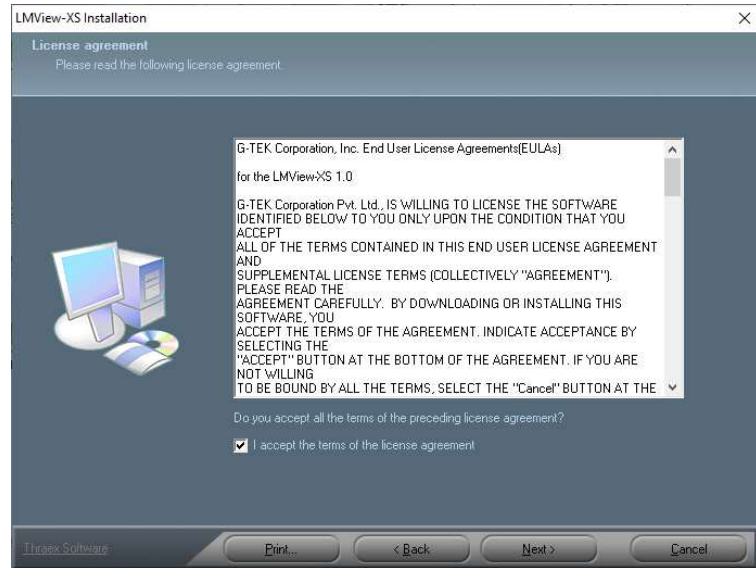 LMView-XS Installation
License agreement
Please read the following license agreement.
G-TEK Corporation, Inc. End User License Agreements(EULAs)
for the LMView-XS 1.0
G-TEK Corporation Pvt. Ltd., IS WILLING TO LICENSE THE SOFTWARE
IDENTIFIED BELOW TO YOU ONLY UPON THE CONDITION THAT YOU
ACCEPT
ALL OF THE TERMS CONTAINED IN THIS END USER LICENSE AGREEMENT
AND
SUPPLEMENTAL LICENSE TERMS (COLLECTIVELY "AGREEMENT").
PLEASE READ THE
AGREEMENT CAREFULLY. BY DOWNLOADING OR INSTALLING THIS
SOFTWARE, YOU
ACCEPT THE TERMS OF THE AGREEMENT. INDICATE ACCEPTANCE BY
SELECTING THE
"ACCEPT" BUTTON AT THE BOTTOM OF THE AGREEMENT. IF YOU ARE
NOT WILLING
TO BE BOUND BY ALL THE TERMS, SELECT THE "Cancel" BUTTON AT THE
Do you accept all the terms of the preceding license agreement?
I accept the terms of the license agreement
Thraex Software
Print...
< Back
Next >
Cancel